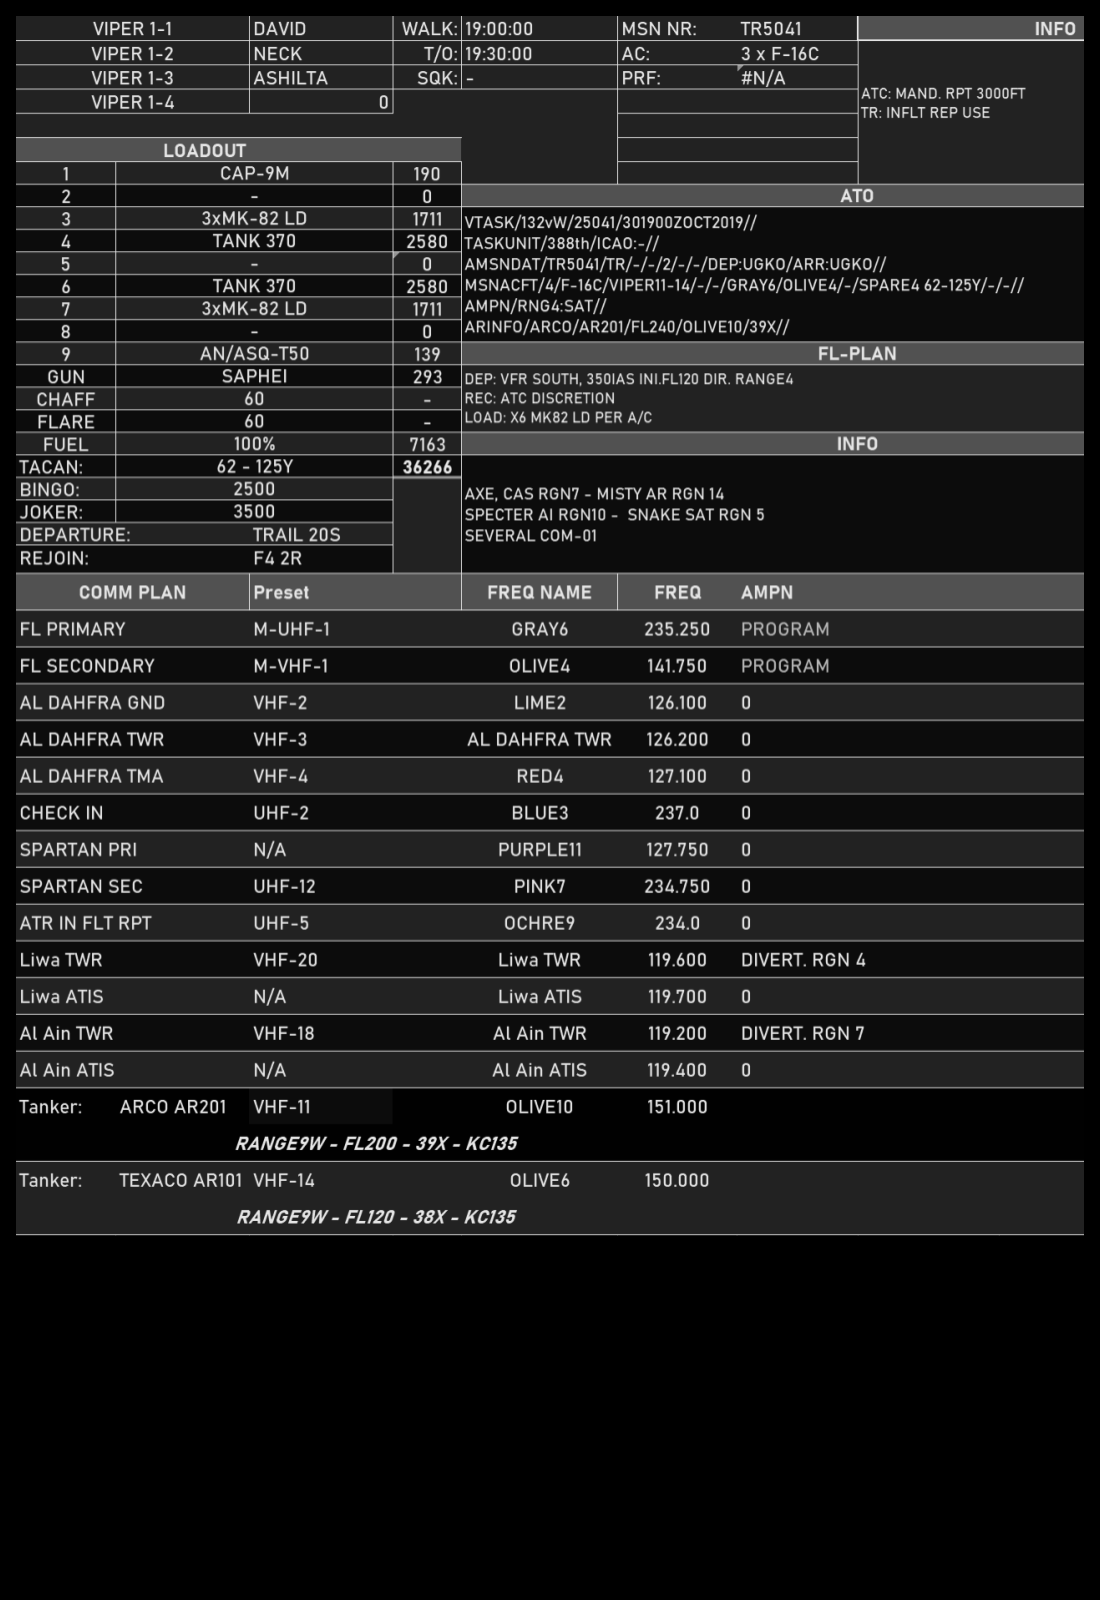 VIPER 1-1 DAVID WALK: 19:00:00 MSN NR: TR5041 INFO
VIPER 1-2 NECK T/O: 19:30:00 AC: 3 x F-16C
VIPER 1-3 ASHILTA SQK: - PRF: #N/A
VIPER 1-4 0
ATC: MAND. RPT 3000FT
TR: INFLT REP USE
LOADOUT
1 CAP-9M 190
2 - 0
3 3xMK-82 LD 1711
4 TANK 370 2580
5 - 0
6 TANK 370 2580
7 3xMK-82 LD 1711
8 - 0
9 AN/ASQ-T50 139
GUN SAPHEI 293
CHAFF 60 -
FLARE 60 -
FUEL 100% 7163
TACAN: 62 - 125Y 36266
BINGO: 2500
JOKER: 3500
DEPARTURE: TRAIL 20S
REJOIN: F4 2R
ATO
VTASK/132vW/25041/301900ZOCT2019//
TASKUNIT/388th/ICAO:-//
AMSNDAT/TR5041/TR/-/-/2/-/-/DEP:UGKO/ARR:UGKO//
MSNACFT/4/F-16C/VIPER11-14/-/-/GRAY6/OLIVE4/-/SPARE4 62-125Y/-/-//
AMPN/RNG4:SAT//
ARINFO/ARCO/AR201/FL240/OLIVE10/39X//
FL-PLAN
DEP: VFR SOUTH, 350IAS INI.FL120 DIR. RANGE4
REC: ATC DISCRETION
LOAD: X6 MK82 LD PER A/C
INFO
AXE, CAS RGN7 - MISTY AR RGN 14
SPECTER AI RGN10 - SNAKE SAT RGN 5
SEVERAL COM-01
COMM PLAN Preset FREQ NAME FREQ AMPN
FL PRIMARY M-UHF-1 GRAY6 235.250 PROGRAM
FL SECONDARY M-VHF-1 OLIVE4 141.750 PROGRAM
AL DAHFRA GND VHF-2 LIME2 126.100 0
AL DAHFRA TWR VHF-3 AL DAHFRA TWR 126.200 0
AL DAHFRA TMA VHF-4 RED4 127.100 0
CHECK IN UHF-2 BLUE3 237.0 0
SPARTAN PRI N/A PURPLE11 127.750 0
SPARTAN SEC UHF-12 PINK7 234.750 0
ATR IN FLT RPT UHF-5 OCHRE9 234.0 0
Liwa TWR VHF-20 Liwa TWR 119.600 DIVERT. RGN 4
Liwa ATIS N/A Liwa ATIS 119.700 0
Al Ain TWR VHF-18 Al Ain TWR 119.200 DIVERT. RGN 7
Al Ain ATIS N/A Al Ain ATIS 119.400 0
Tanker: ARCO AR201 VHF-11 OLIVE10 151.000
RANGE9W - FL200 - 39X - KC135
Tanker: TEXACO AR101 VHF-14 OLIVE6 150.000
RANGE9W - FL120 - 38X - KC135